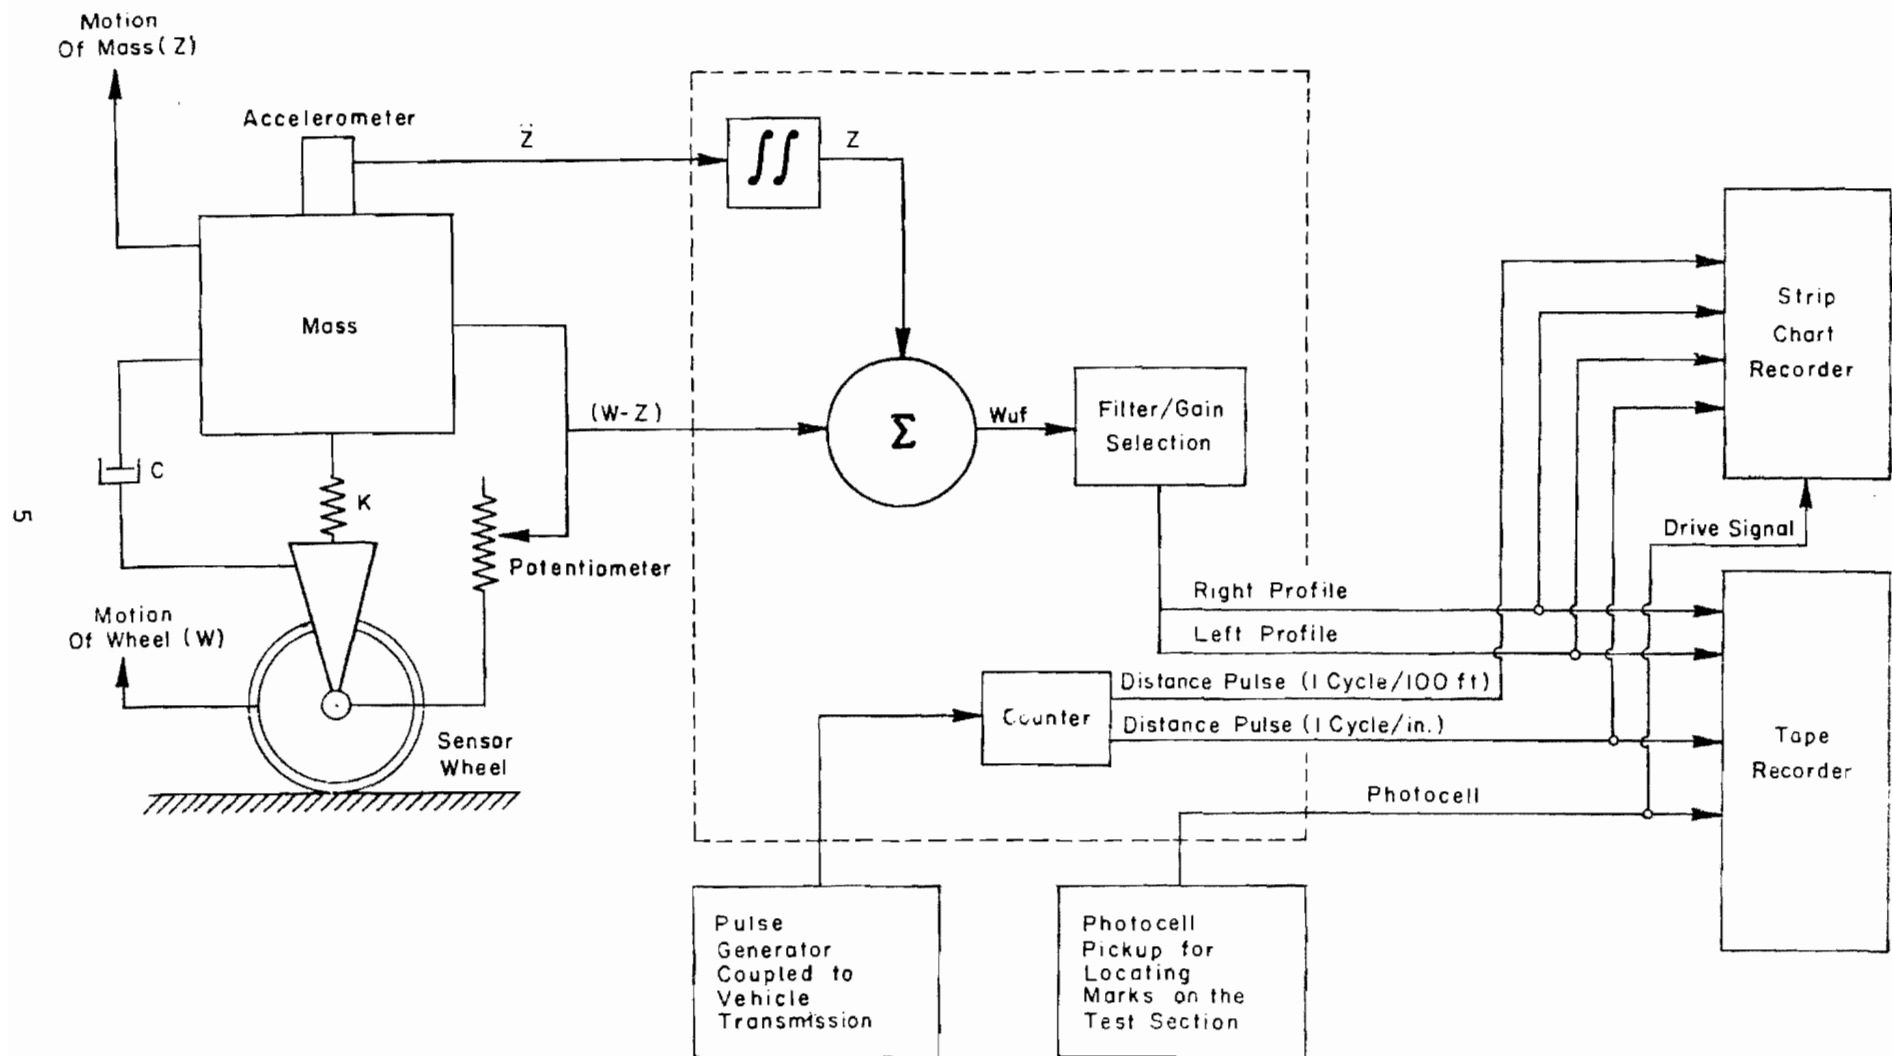 Motion
Of Mass (Z)
Accelerometer
Z̈
∫∫
Z
Mass
(W-Z)
Σ
Wuf
Filter/Gain
Selection
Strip
Chart
Recorder
C
K
Potentiometer
5
Drive Signal
Motion
Of Wheel (W)
Right Profile
Left Profile
Distance Pulse (1 Cycle/100 ft)
Counter
Distance Pulse (1 Cycle/in.)
Sensor
Wheel
Tape
Recorder
Photocell
Pulse
Generator
Coupled to
Vehicle
Transmission
Photocell
Pickup for
Locating
Marks on the
Test Section